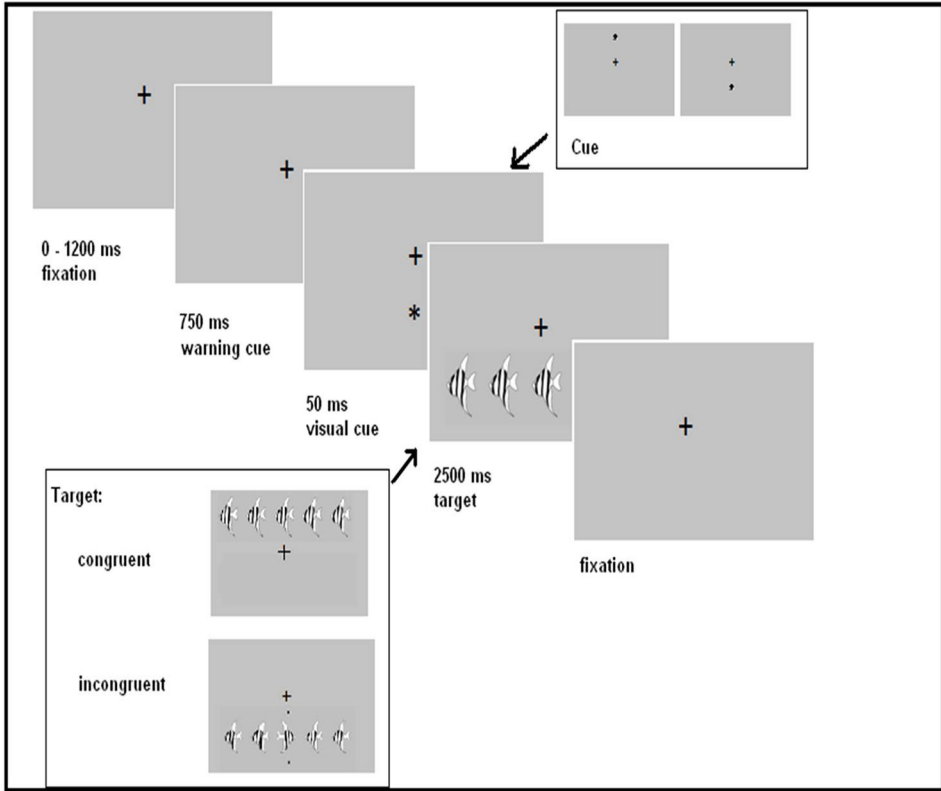 0 - 1200 ms
fixation
750 ms
warning cue
50 ms
visual cue
2500 ms
target
fixation
Cue
Target:
congruent
incongruent